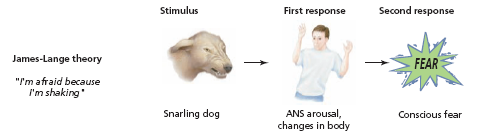 Stimulus
First response
Second response
James-Lange theory
"I'm afraid because
I'm shaking"
FEAR
Snarling dog
ANS arousal,
changes in body
Conscious fear